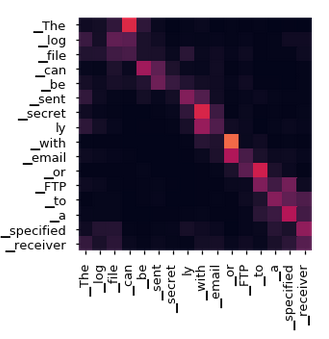 _The
_log
_file
_can
_be
_sent
_secret
ly
_with
_email
_or
_FTP
_to
_a
_specified
_receiver
_The
_log
_file
_can
_be
_sent
_secret
ly
_with
_email
_or
_FTP
_to
_a
_specified
_receiver